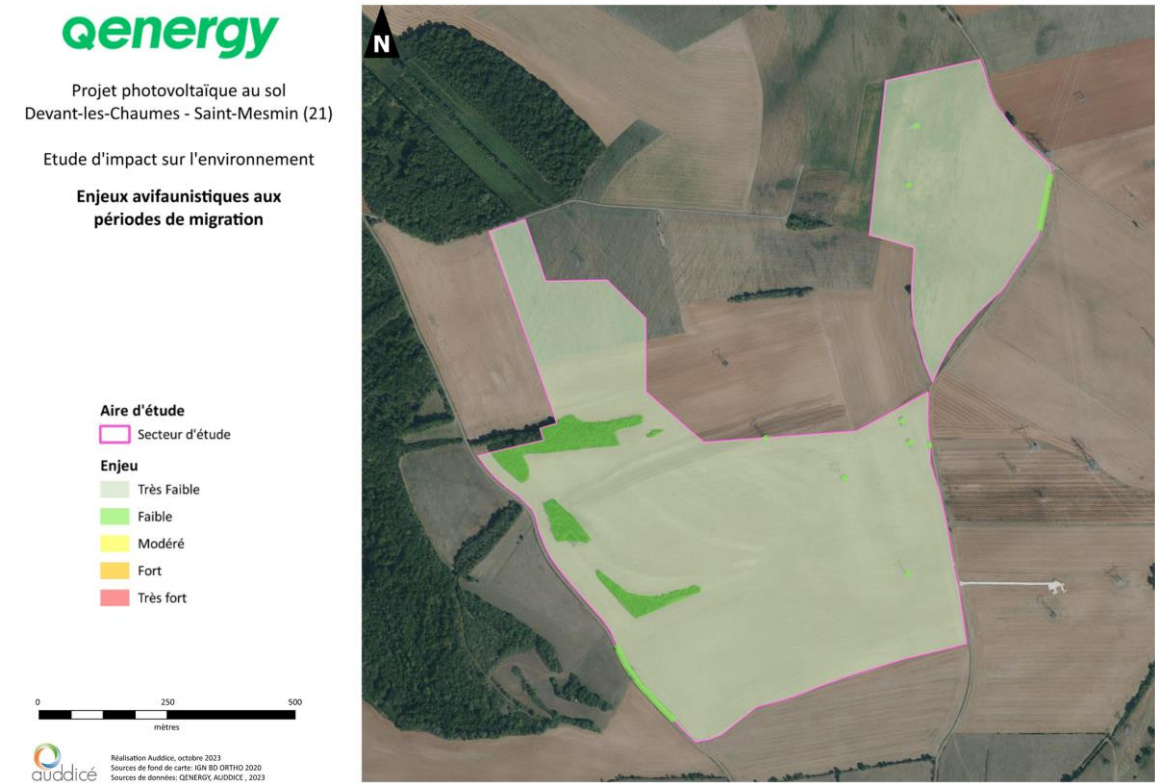 Qenergy
Projet photovoltaïque au sol
Devant-les-Chaumes - Saint-Mesmin (21)
Etude d'impact sur l'environnement
Enjeux avifaunistiques aux
périodes de migration
N
Aire d'étude
Secteur d'étude
Enjeu
Très Faible
Faible
Modéré
Fort
Très fort
0 250 500
mètres
auddicé
Réalisation Auddice, octobre 2023
Sources de fond de carte: IGN BD ORTHO 2020
Sources de données: QENERGY, AUDDICE , 2023